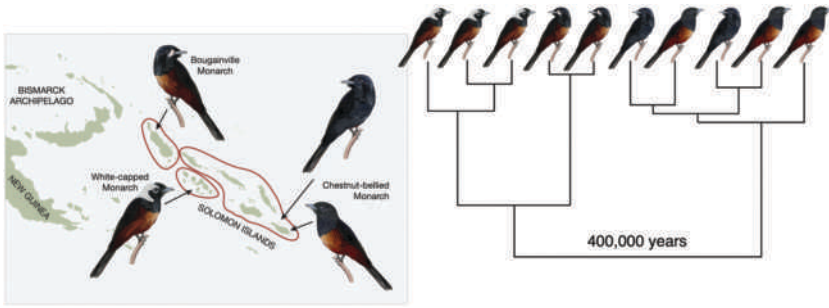 Bougainville
Monarch
BISMARCK
ARCHIPELAGO
NEW GUINEA
White-capped
Monarch
Chestnut-bellied
Monarch
SOLOMON ISLANDS
400,000 years